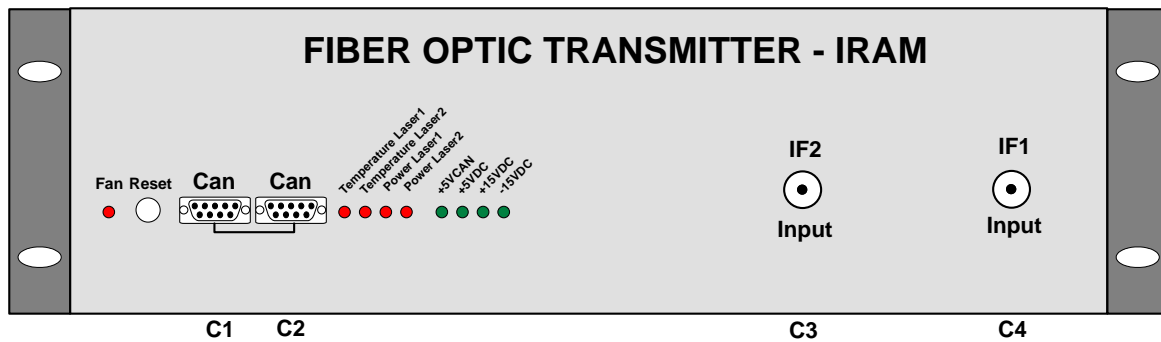 FIBER OPTIC TRANSMITTER - IRAM
Temperature Laser1
Temperature Laser2
Power Laser1
Power Laser2
+5VCAN
+5VDC
+15VDC
-15VDC
Fan
Reset
Can
Can
IF2
IF1
Input
Input
C1
C2
C3
C4